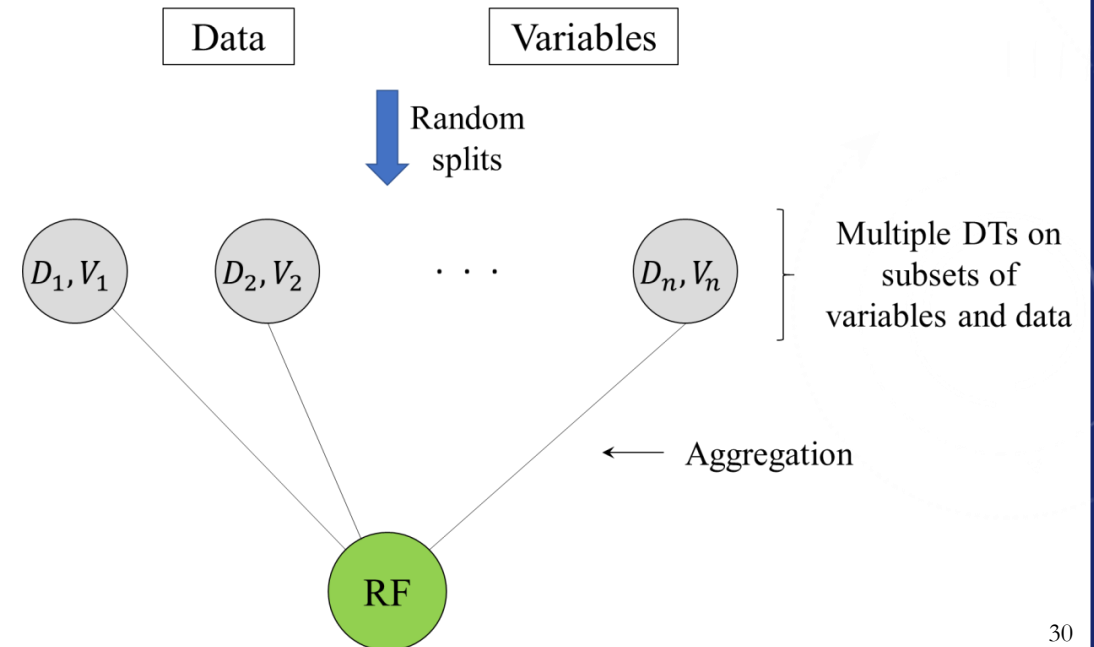 Data
Variables
Random
splits
D₁, V₁
D₂, V₂
. . .
Dₙ, Vₙ
Multiple DTs on
subsets of
variables and data
Aggregation
RF
30